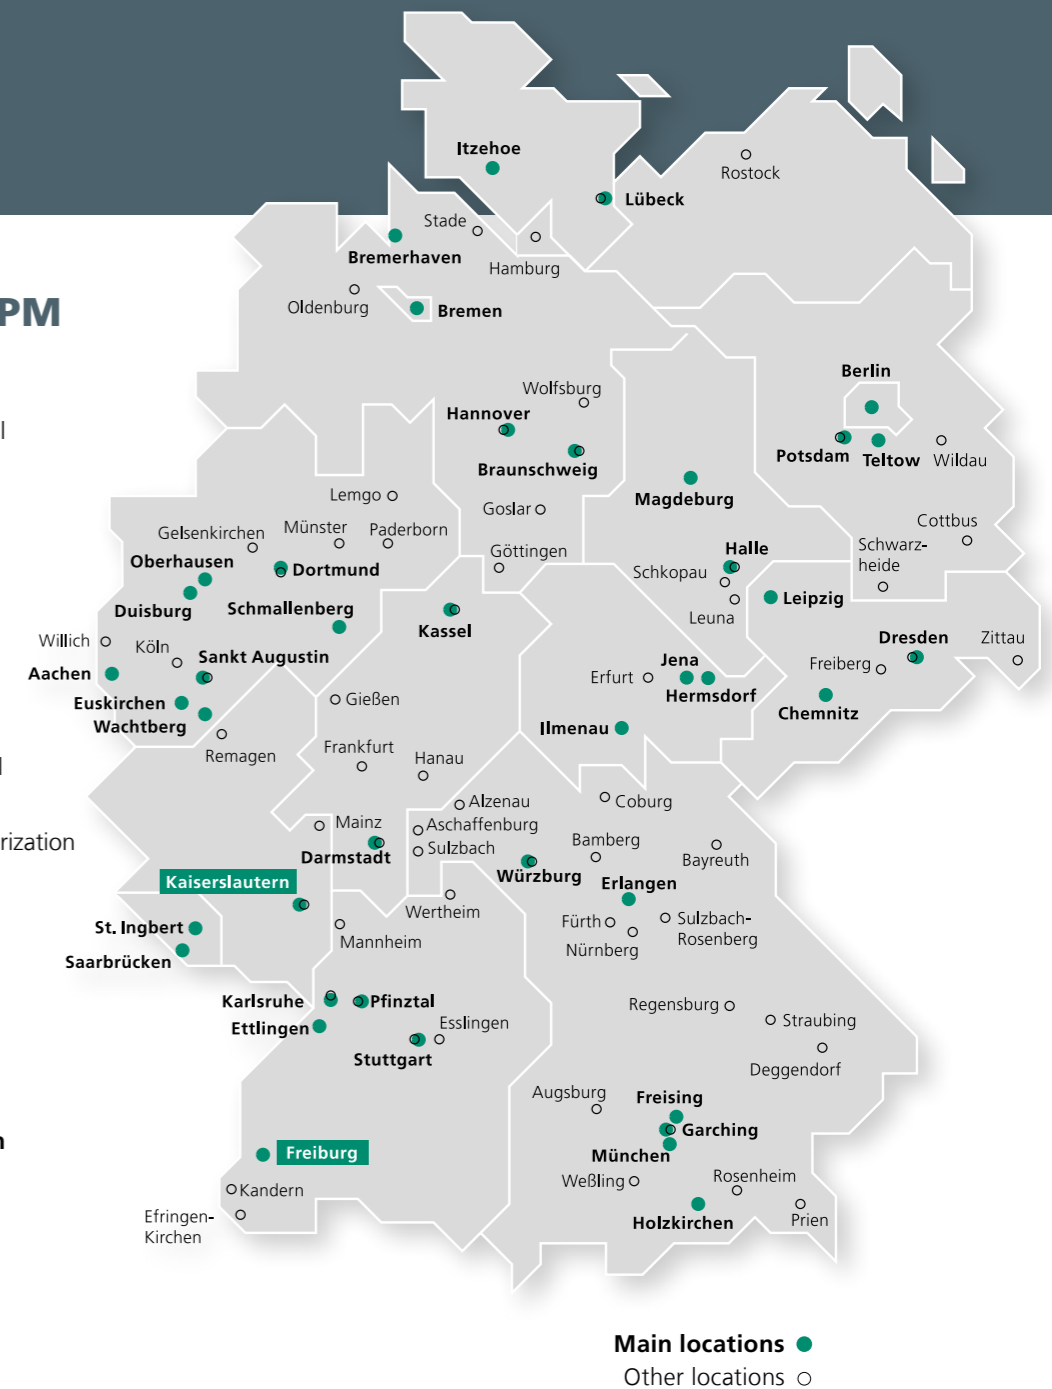 Itzehoe
Rostock
Lübeck
Stade
Bremerhaven
Hamburg
PM
Oldenburg
Bremen
Berlin
Wolfsburg
Hannover
l
Potsdam
Teltow
Wildau
Braunschweig
Magdeburg
Lemgo
Goslar
Cottbus
Gelsenkirchen
Münster
Paderborn
Schwarz-
heide
Göttingen
Halle
Oberhausen
Dortmund
Schkopau
Leipzig
Duisburg
Schmallenberg
Leuna
Kassel
Willich
Köln
Dresden
Zittau
Sankt Augustin
Jena
Freiberg
Aachen
Erfurt
Hermsdorf
Euskirchen
Gießen
Chemnitz
Wachtberg
Ilmenau
Remagen
Frankfurt
Hanau
Alzenau
Coburg
Mainz
Aschaffenburg
rization
Sulzbach
Bamberg
Bayreuth
Darmstadt
Würzburg
Kaiserslautern
Erlangen
Wertheim
St. Ingbert
Fürth
Sulzbach-
Rosenberg
Mannheim
Nürnberg
Saarbrücken
Karlsruhe
Pfinztal
Regensburg
Straubing
Ettlingen
Esslingen
Stuttgart
Deggendorf
Augsburg
Freising
Garching
n
Freiburg
München
Weßling
Rosenheim
Kandern
Holzkirchen
Prien
Efringen-
Kirchen
Main locations
Other locations